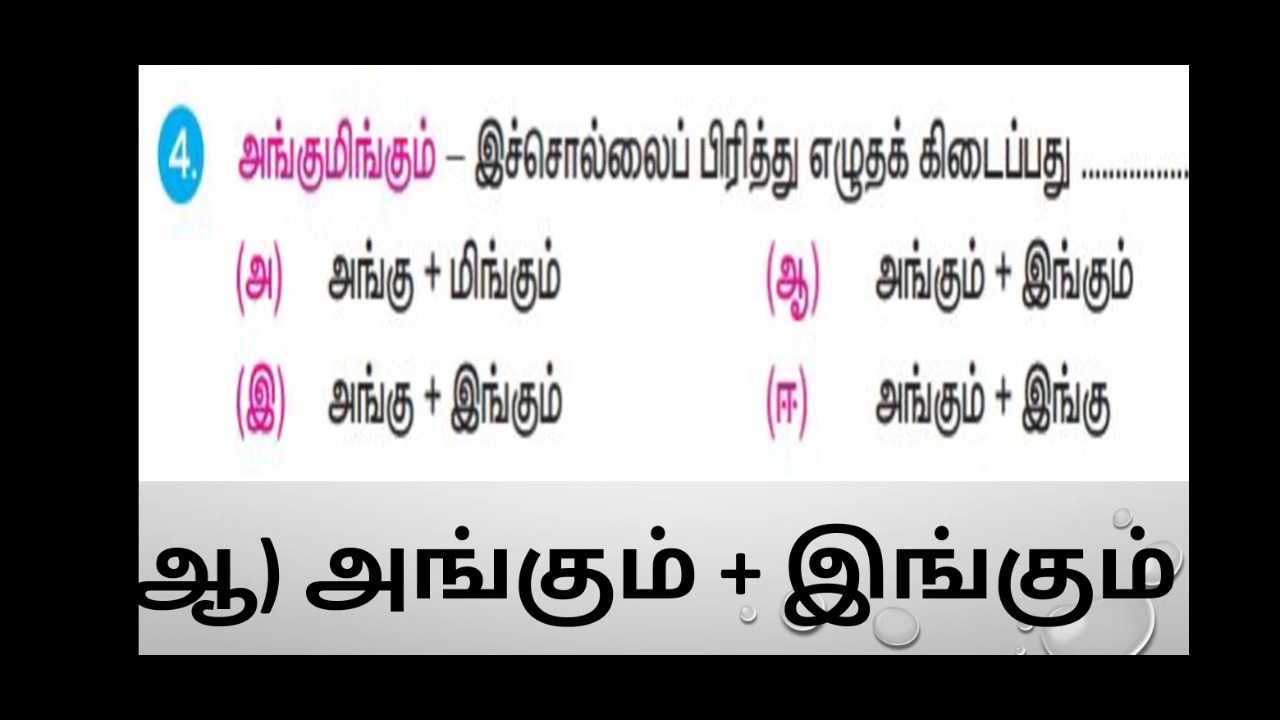 4. அங்குமிங்கும் – இச்சொல்லைப் பிரித்து எழுதக் கிடைப்பது ................
(அ) அங்கு + மிங்கும் (ஆ) அங்கும் + இங்கும்
(இ) அங்கு + இங்கும் (ஈ) அங்கும் + இங்கு
ஆ) அங்கும் + இங்கும்